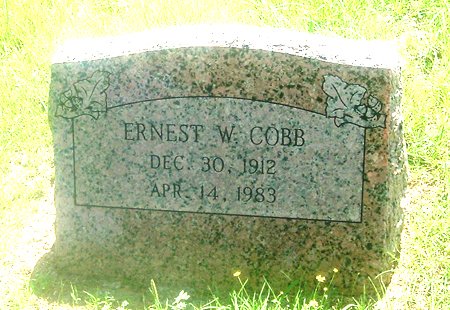 ERNEST W. COBB
DEC. 30, 1912
APR. 14, 1983